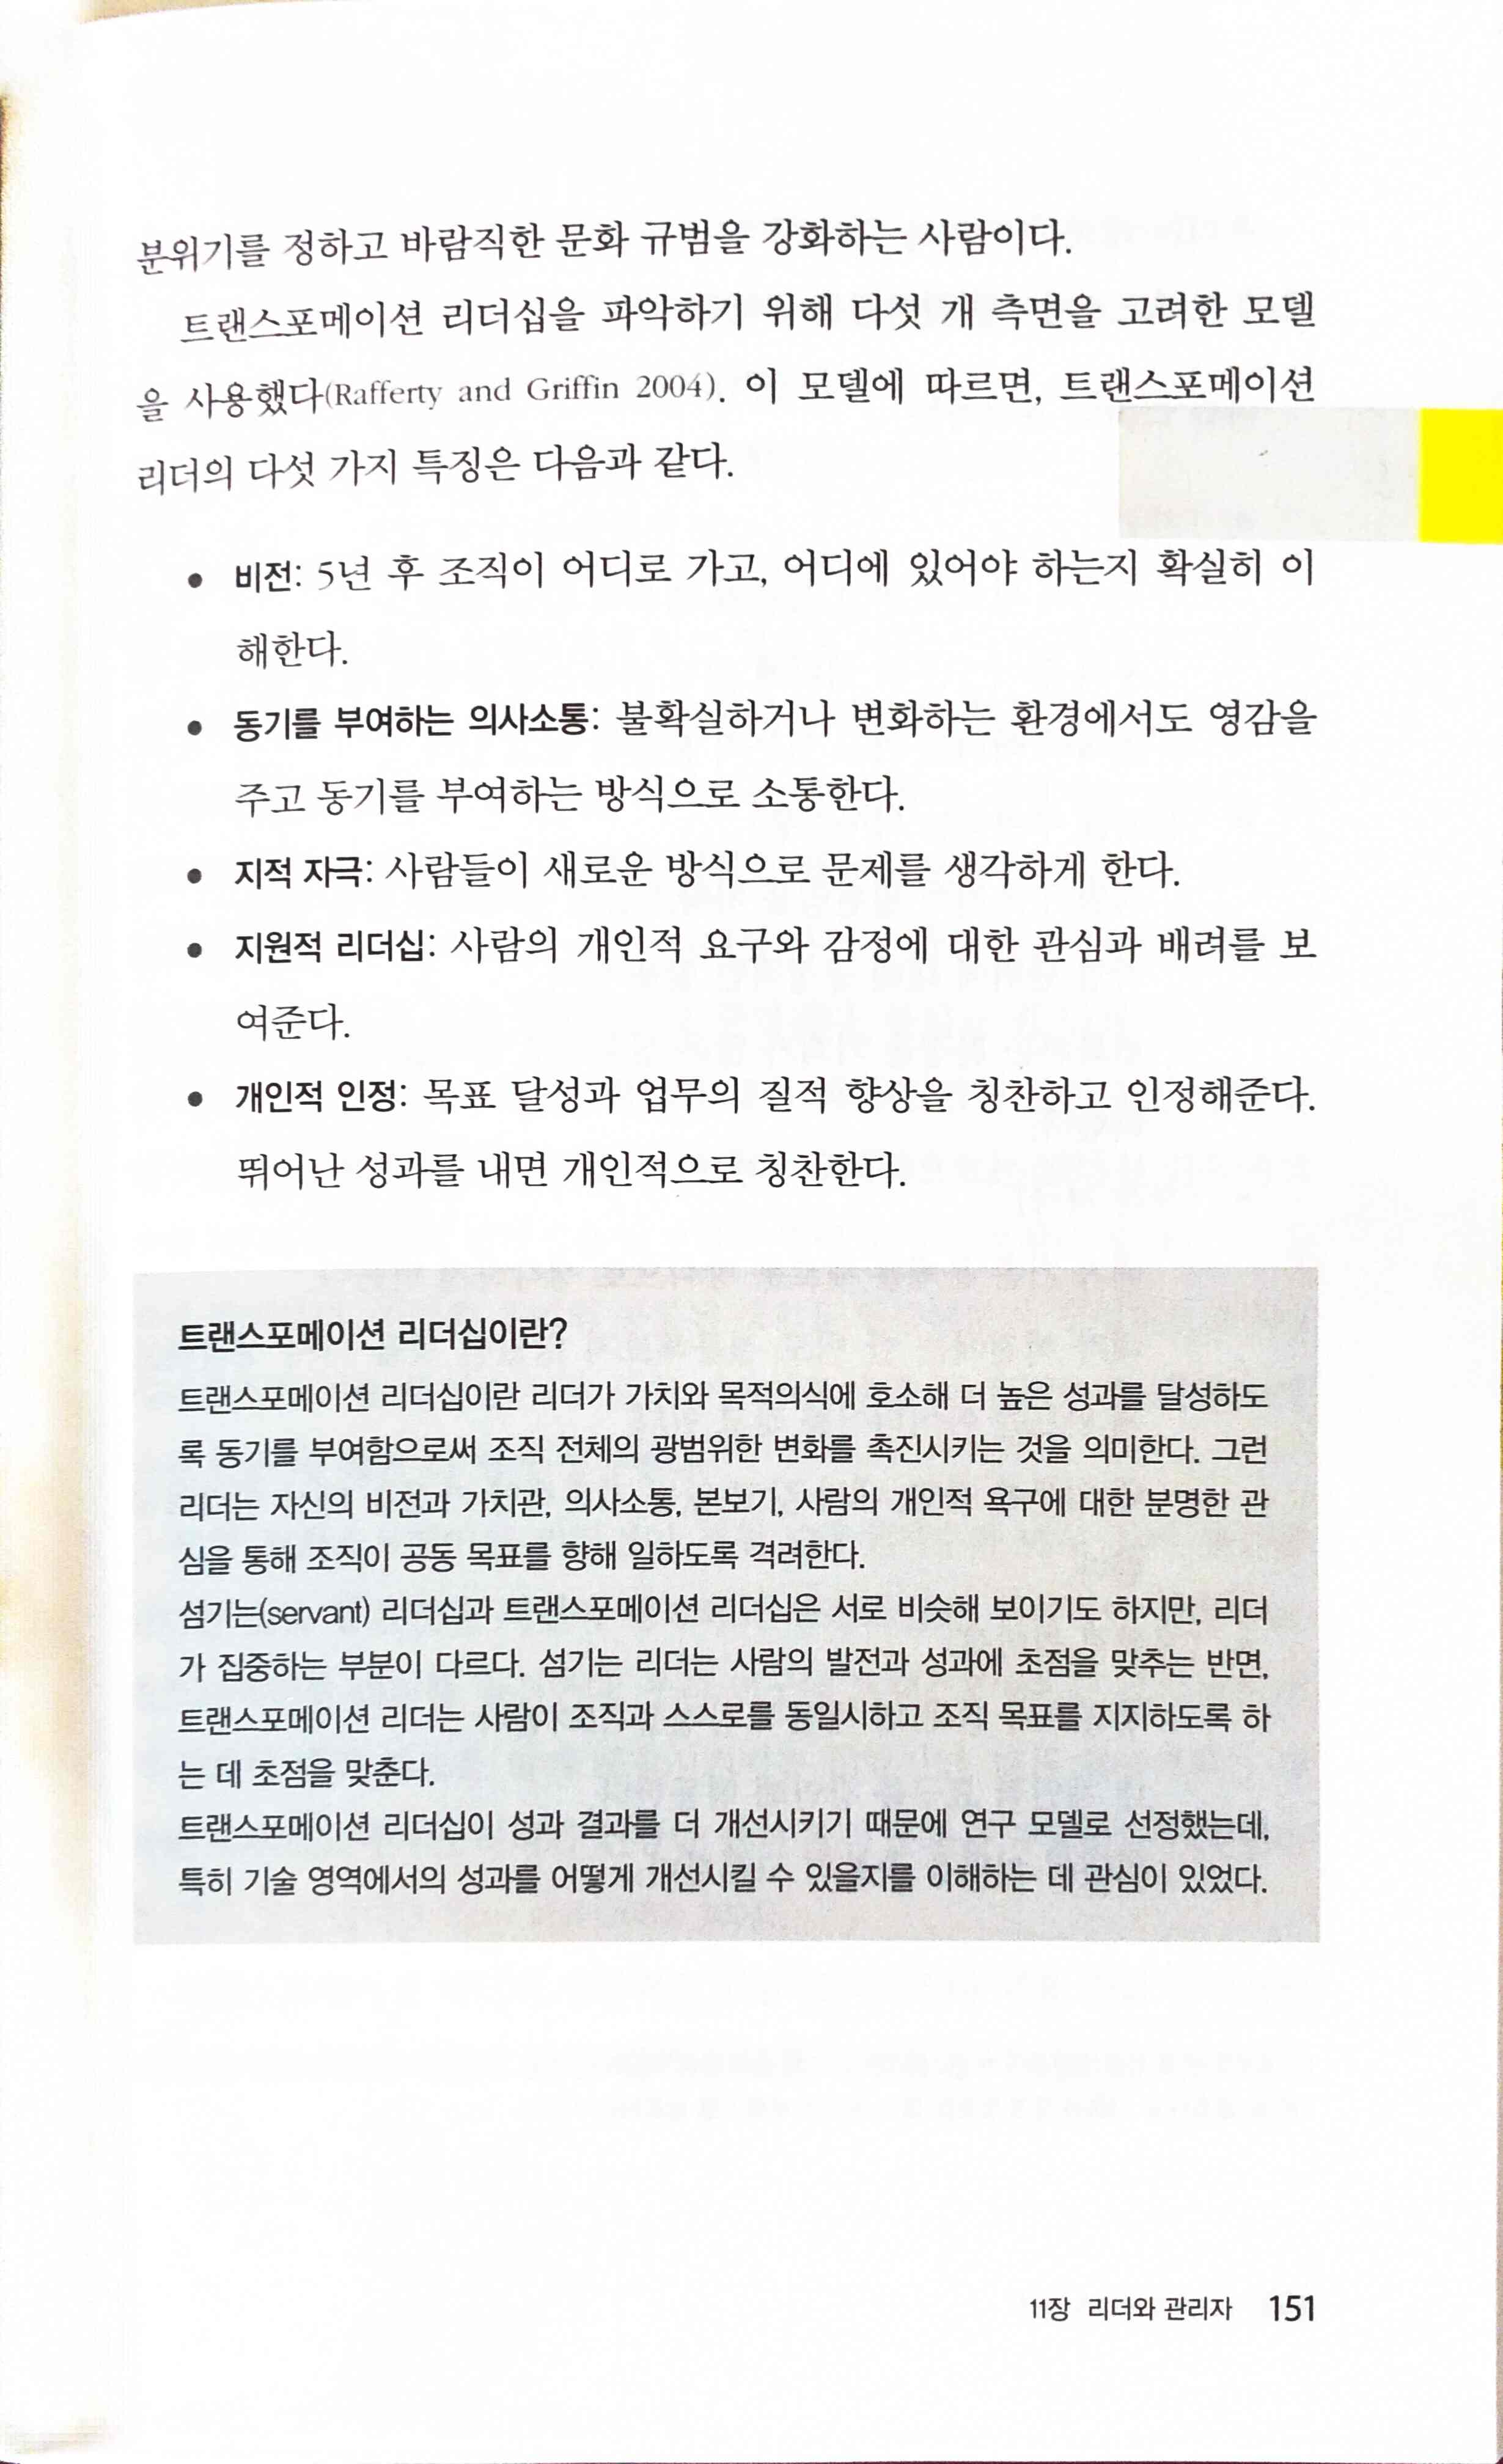 분위기를 정하고 바람직한 문화 규범을 강화하는 사람이다.
트랜스포메이션 리더십을 파악하기 위해 다섯 개 측면을 고려한 모델
을 사용했다(Rafferty and Griffin 2004). 이 모델에 따르면, 트랜스포메이션
리더의 다섯 가지 특징은 다음과 같다.
• 비전: 5년 후 조직이 어디로 가고, 어디에 있어야 하는지 확실히 이
해한다.
• 동기를 부여하는 의사소통: 불확실하거나 변화하는 환경에서도 영감을
주고 동기를 부여하는 방식으로 소통한다.
• 지적 자극: 사람들이 새로운 방식으로 문제를 생각하게 한다.
• 지원적 리더십: 사람의 개인적 요구와 감정에 대한 관심과 배려를 보
여준다.
• 개인적 인정: 목표 달성과 업무의 질적 향상을 칭찬하고 인정해준다.
뛰어난 성과를 내면 개인적으로 칭찬한다.
트랜스포메이션 리더십이란?
트랜스포메이션 리더십이란 리더가 가치와 목적의식에 호소해 더 높은 성과를 달성하도
록 동기를 부여함으로써 조직 전체의 광범위한 변화를 촉진시키는 것을 의미한다. 그런
리더는 자신의 비전과 가치관, 의사소통, 본보기, 사람의 개인적 욕구에 대한 분명한 관
심을 통해 조직이 공동 목표를 향해 일하도록 격려한다.
섬기는(servant) 리더십과 트랜스포메이션 리더십은 서로 비슷해 보이기도 하지만, 리더
가 집중하는 부분이 다르다. 섬기는 리더는 사람의 발전과 성과에 초점을 맞추는 반면,
트랜스포메이션 리더는 사람이 조직과 스스로를 동일시하고 조직 목표를 지지하도록 하
는 데 초점을 맞춘다.
트랜스포메이션 리더십이 성과 결과를 더 개선시키기 때문에 연구 모델로 선정했는데,
특히 기술 영역에서의 성과를 어떻게 개선시킬 수 있을지를 이해하는 데 관심이 있었다.
11장 리더와 관리자 151